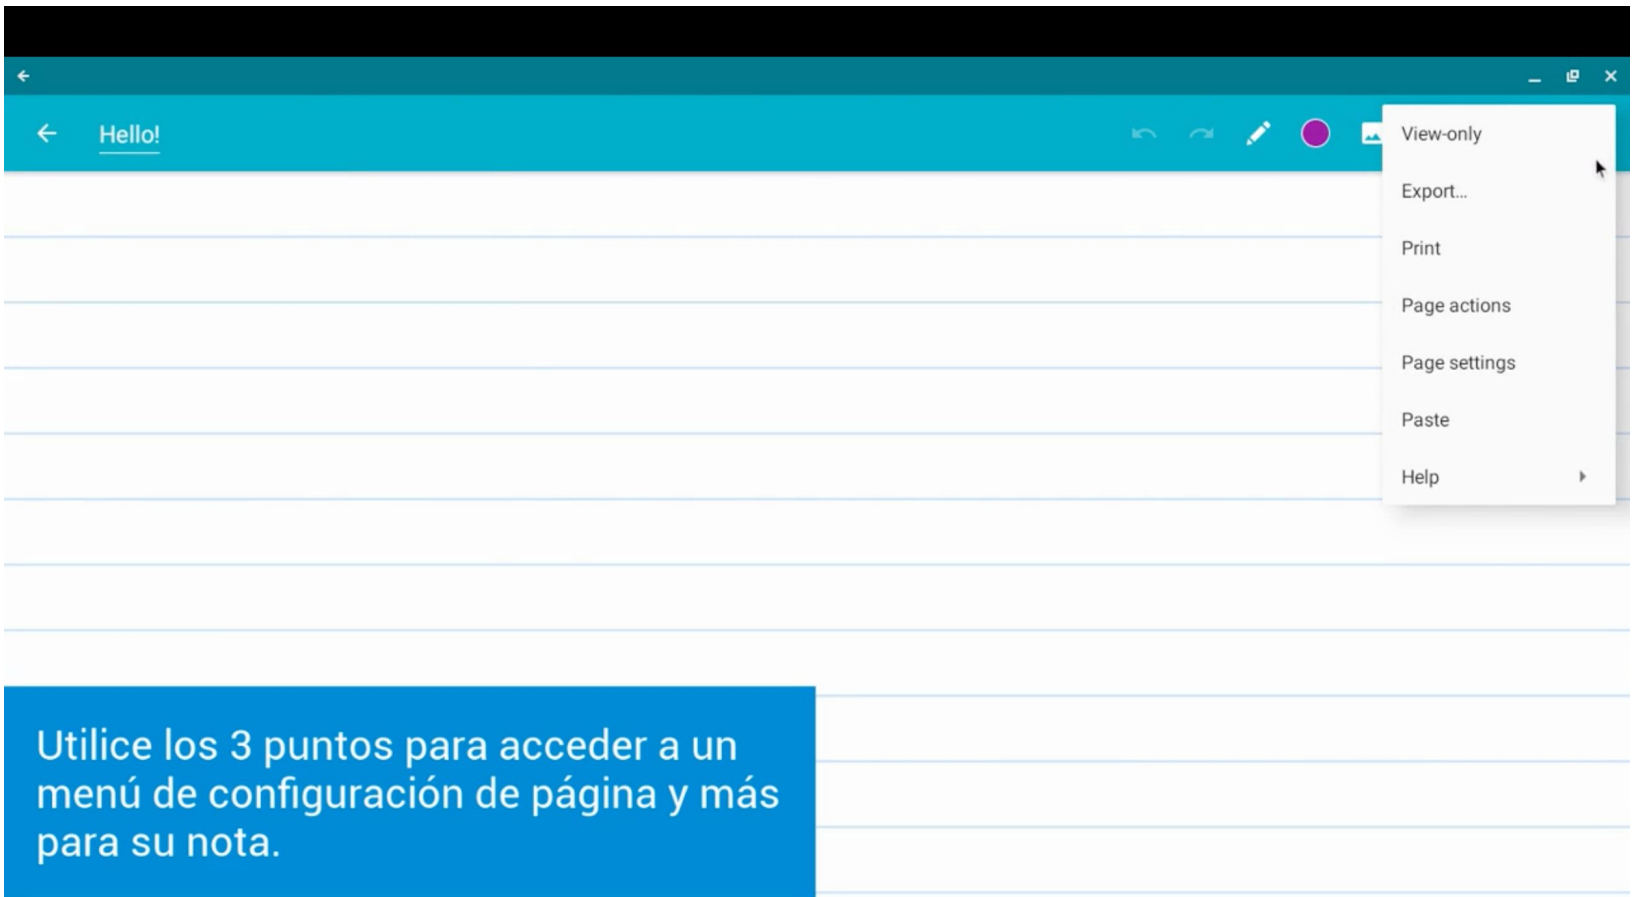 Hello!
View-only
Export...
Print
Page actions
Page settings
Paste
Help
Utilice los 3 puntos para acceder a un
menú de configuración de página y más
para su nota.